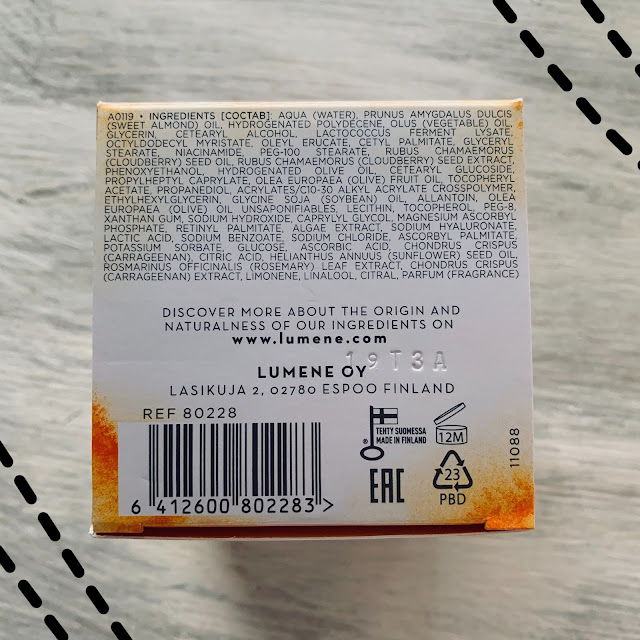 A0119 • INGREDIENTS [СОСТАВ]: AQUA (WATER), PRUNUS AMYGDALUS DULCIS
(SWEET ALMOND) OIL, HYDROGENATED POLYDECENE, OLUS (VEGETABLE) OIL,
GLYCERIN, CETEARYL ALCOHOL, LACTOCOCCUS FERMENT LYSATE,
OCTYLDODECYL MYRISTATE, OLEYL ERUCATE, CETYL PALMITATE, GLYCERYL
STEARATE NIACINAMIDE, PEG-100 STEARATE, RUBUS CHAMAEMORUS
(CLOUDBERRY) SEED OIL, RUBUS CHAMAEMORUS (CLOUDBERRY) SEED EXTRACT,
PHENOXYETHANOL, HYDROGENATED OLIVE OIL, CETEARYL GLUCOSIDE,
PROPYLHEPTYL CAPRYLATE, OLEA EUROPAEA (OLIVE) FRUIT OIL, TOCOPHERYL
ACETATE, PROPANEDIOL, ACRYLATES/C10-30 ALKYL ACRYLATE CROSSPOLYMER,
ETHYLHEXYLGLYCERIN, GLYCINE SOJA (SOYBEAN) OIL, ALLANTOIN, OLEA
EUROPAEA (OLIVE) OIL UNSAPONIFIABLES, LECITHIN, TOCOPHEROL, PEG-8,
XANTHAN GUM, SODIUM HYDROXIDE, CAPRYLYL GLYCOL, MAGNESIUM ASCORBYL
PHOSPHATE, RETINYL PALMITATE, ALGAE EXTRACT, SODIUM HYALURONATE,
LACTIC ACID, SODIUM BENZOATE, SODIUM CHLORIDE, ASCORBYL PALMITATE,
POTASSIUM SORBATE, GLUCOSE, ASCORBIC ACID, CHONDRUS CRISPUS
(CARRAGEENAN), CITRIC ACID, HELIANTHUS ANNUUS (SUNFLOWER) SEED OIL,
ROSMARINUS OFFICINALIS (ROSEMARY) LEAF EXTRACT, CHONDRUS CRISPUS
(CARRAGEENAN) EXTRACT, LIMONENE, LINALOOL, CITRAL, PARFUM (FRAGRANCE)
DISCOVER MORE ABOUT THE ORIGIN AND
NATURALNESS OF OUR INGREDIENTS ON
www.lumene.com
19T3A
LUMENE OY
LASIKUJA 2, 02780 ESPOO FINLAND
REF 80228
6 412600 802283 >
® TEHTY SUOMESSA
MADE IN FINLAND
12M
EAC
23
PBD
11088